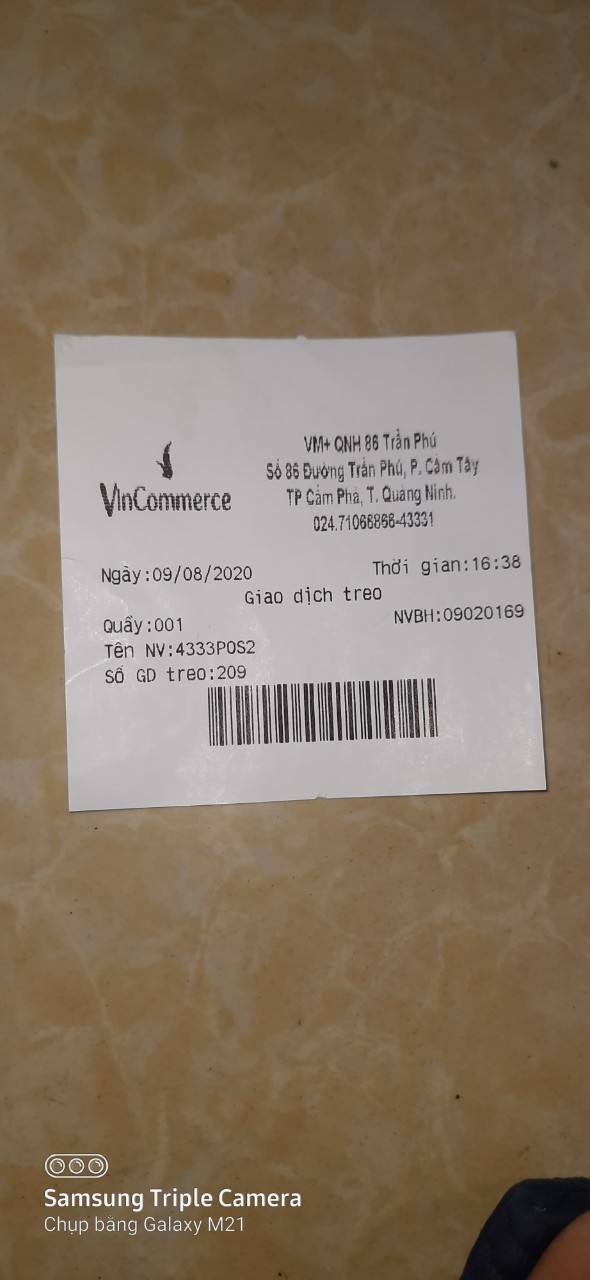 VinCommerce
VM+ QNH 86 Trần Phú
Số 86 Đường Trần Phú, P. Cẩm Tây
TP Cẩm Phả, T. Quảng Ninh.
024.71066866-43331
Ngày:09/08/2020 Thời gian:16:38
Giao dịch treo
Quầy:001 NVBH:09020169
Tên NV:4333POS2
Số GD treo:209
Samsung Triple Camera
Chụp bằng Galaxy M21